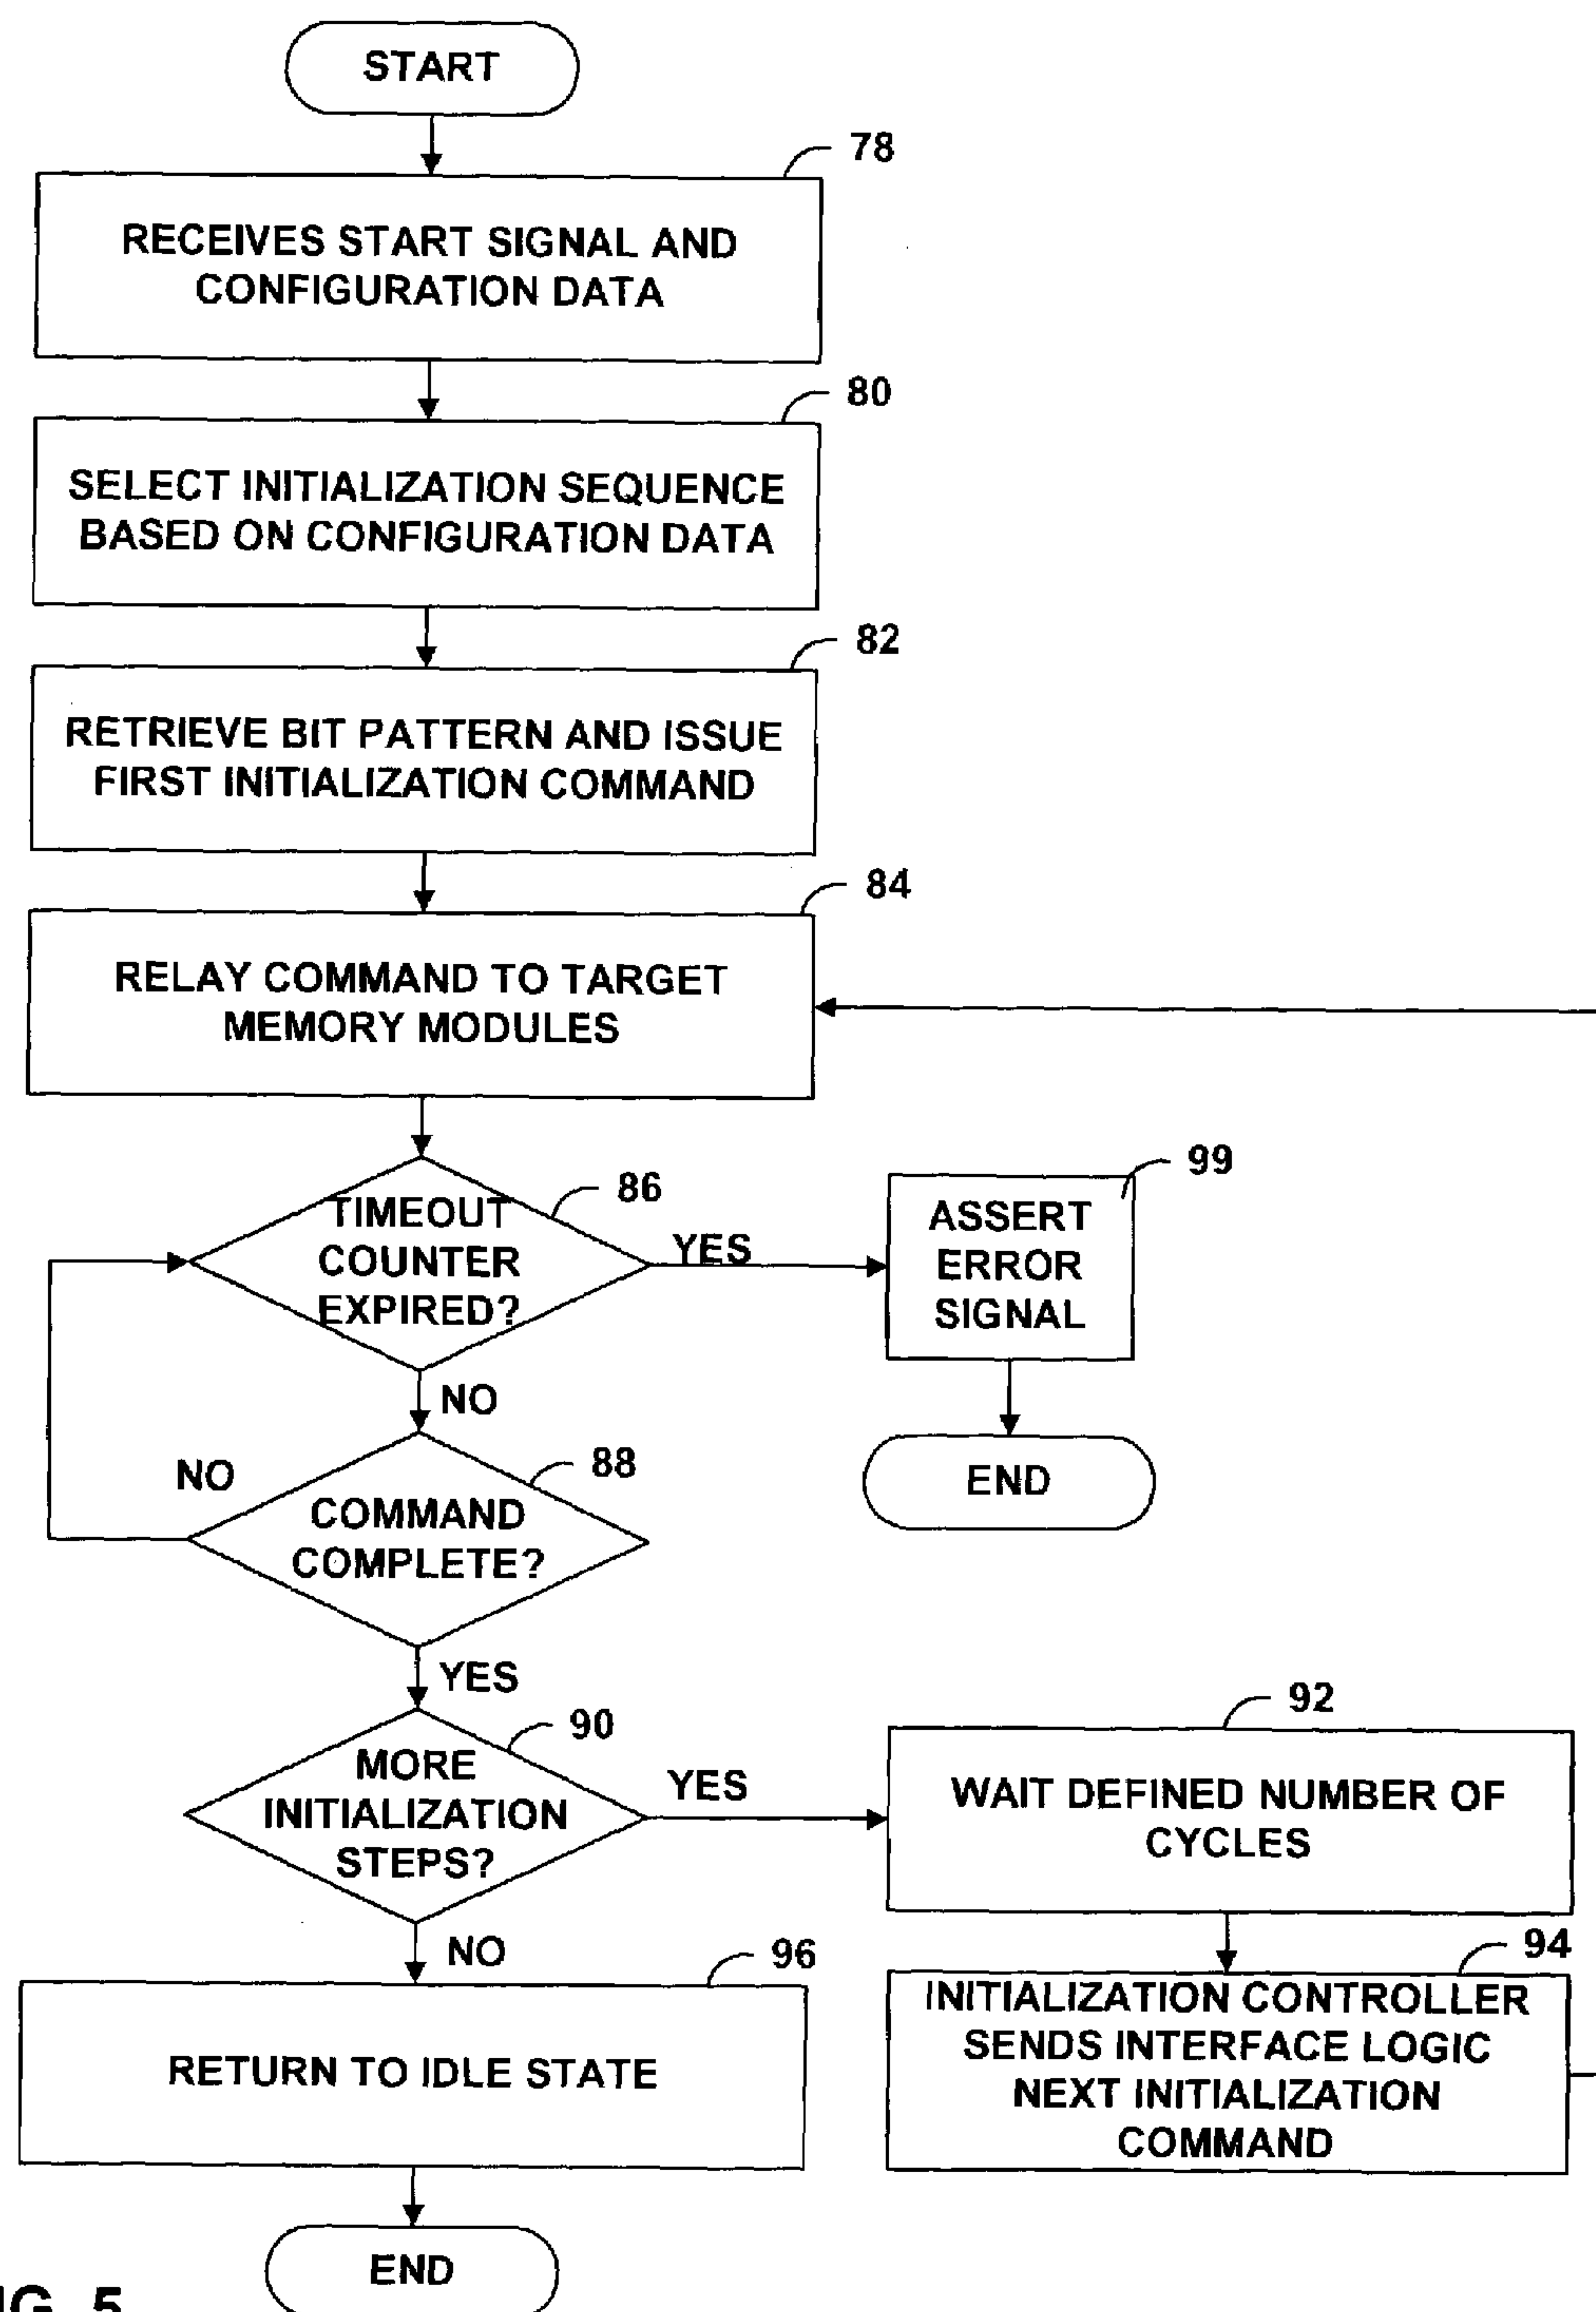 START
78
RECEIVES START SIGNAL AND
CONFIGURATION DATA
80
SELECT INITIALIZATION SEQUENCE
BASED ON CONFIGURATION DATA
82
RETRIEVE BIT PATTERN AND ISSUE
FIRST INITIALIZATION COMMAND
84
RELAY COMMAND TO TARGET
MEMORY MODULES
86
TIMEOUT
COUNTER
EXPIRED?
YES
99
ASSERT
ERROR
SIGNAL
END
NO
88
COMMAND
COMPLETE?
NO
YES
90
MORE
INITIALIZATION
STEPS?
YES
92
WAIT DEFINED NUMBER OF
CYCLES
94
INITIALIZATION CONTROLLER
SENDS INTERFACE LOGIC
NEXT INITIALIZATION
COMMAND
NO
96
RETURN TO IDLE STATE
END
5